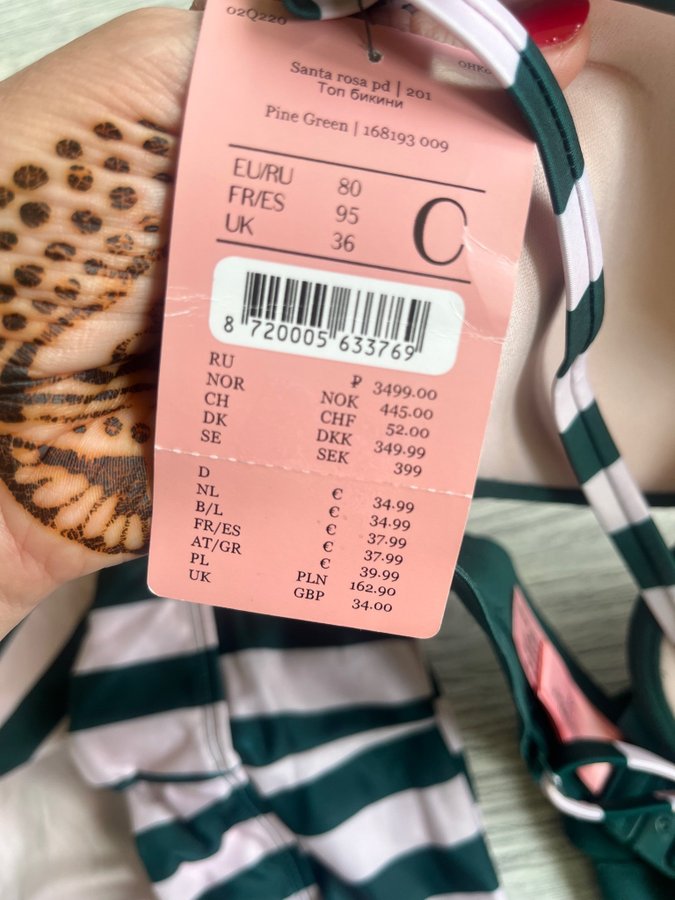 02Q220
Santa rosa pd | 201
Топ бикини
Pine Green | 168193 009
EU/RU 80
FR/ES 95
UK 36
C
8 720005 633769
RU ₽ 3499.00
NOR NOK 445.00
CH CHF 52.00
DK DKK 349.99
SE SEK 399
D € 34.99
NL € 34.99
B/L € 37.99
FR/ES € 37.99
AT/GR € 39.99
PL PLN 162.90
UK GBP 34.00